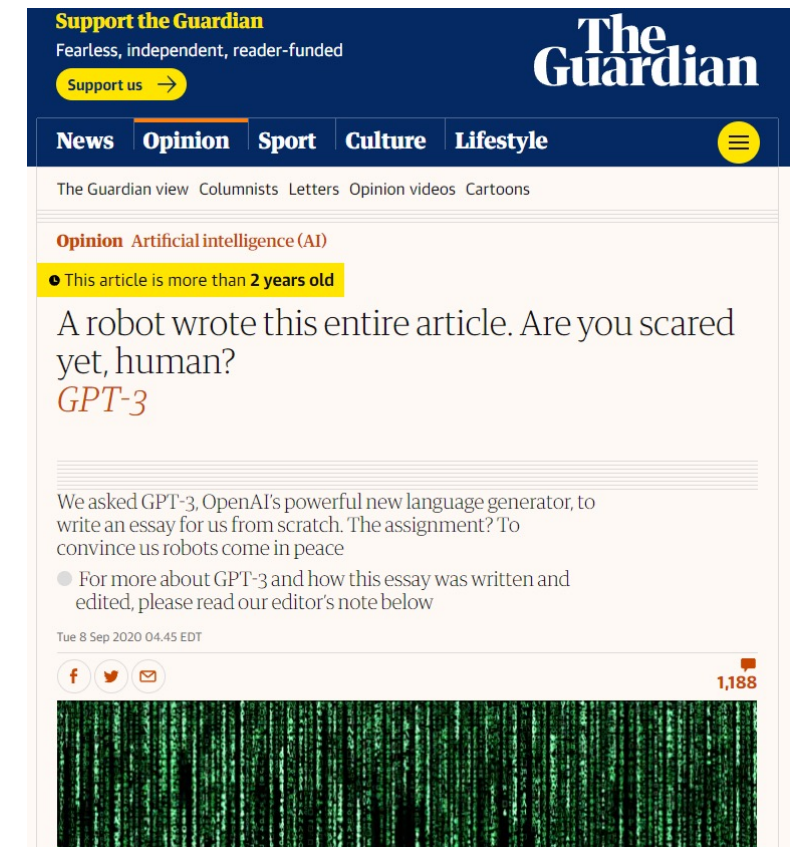 Support the Guardian
Fearless, independent, reader-funded
Support us
The
Guardian
News Opinion Sport Culture Lifestyle
The Guardian view Columnists Letters Opinion videos Cartoons
Opinion Artificial intelligence (AI)
This article is more than 2 years old
A robot wrote this entire article. Are you scared
yet, human?
GPT-3
We asked GPT-3, OpenAI’s powerful new language generator, to
write an essay for us from scratch. The assignment? To
convince us robots come in peace
For more about GPT-3 and how this essay was written and
edited, please read our editor’s note below
Tue 8 Sep 2020 04.45 EDT
f
1,188